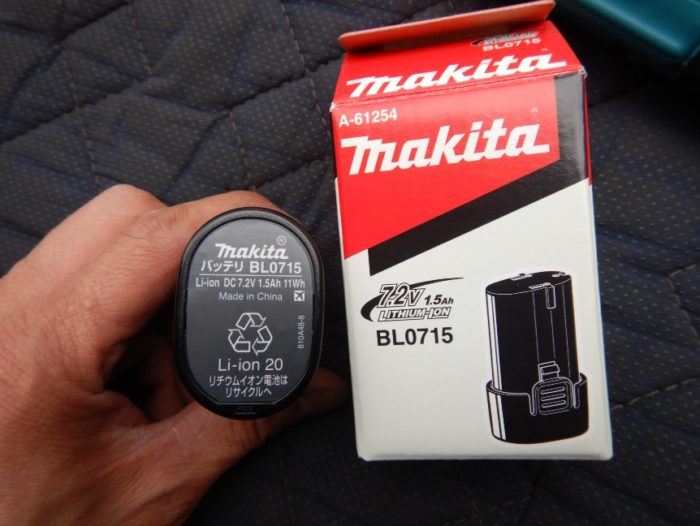 makita®
バッテリ BL0715
Li-ion DC 7.2V 1.5Ah 11Wh
Made in China
810A48-8
Li-ion 20
リチウムイオン電池は
リサイクルへ
BL0715
makita
A-61254
makita
7.2V 1.5Ah
LITHIUM-ION
BL0715